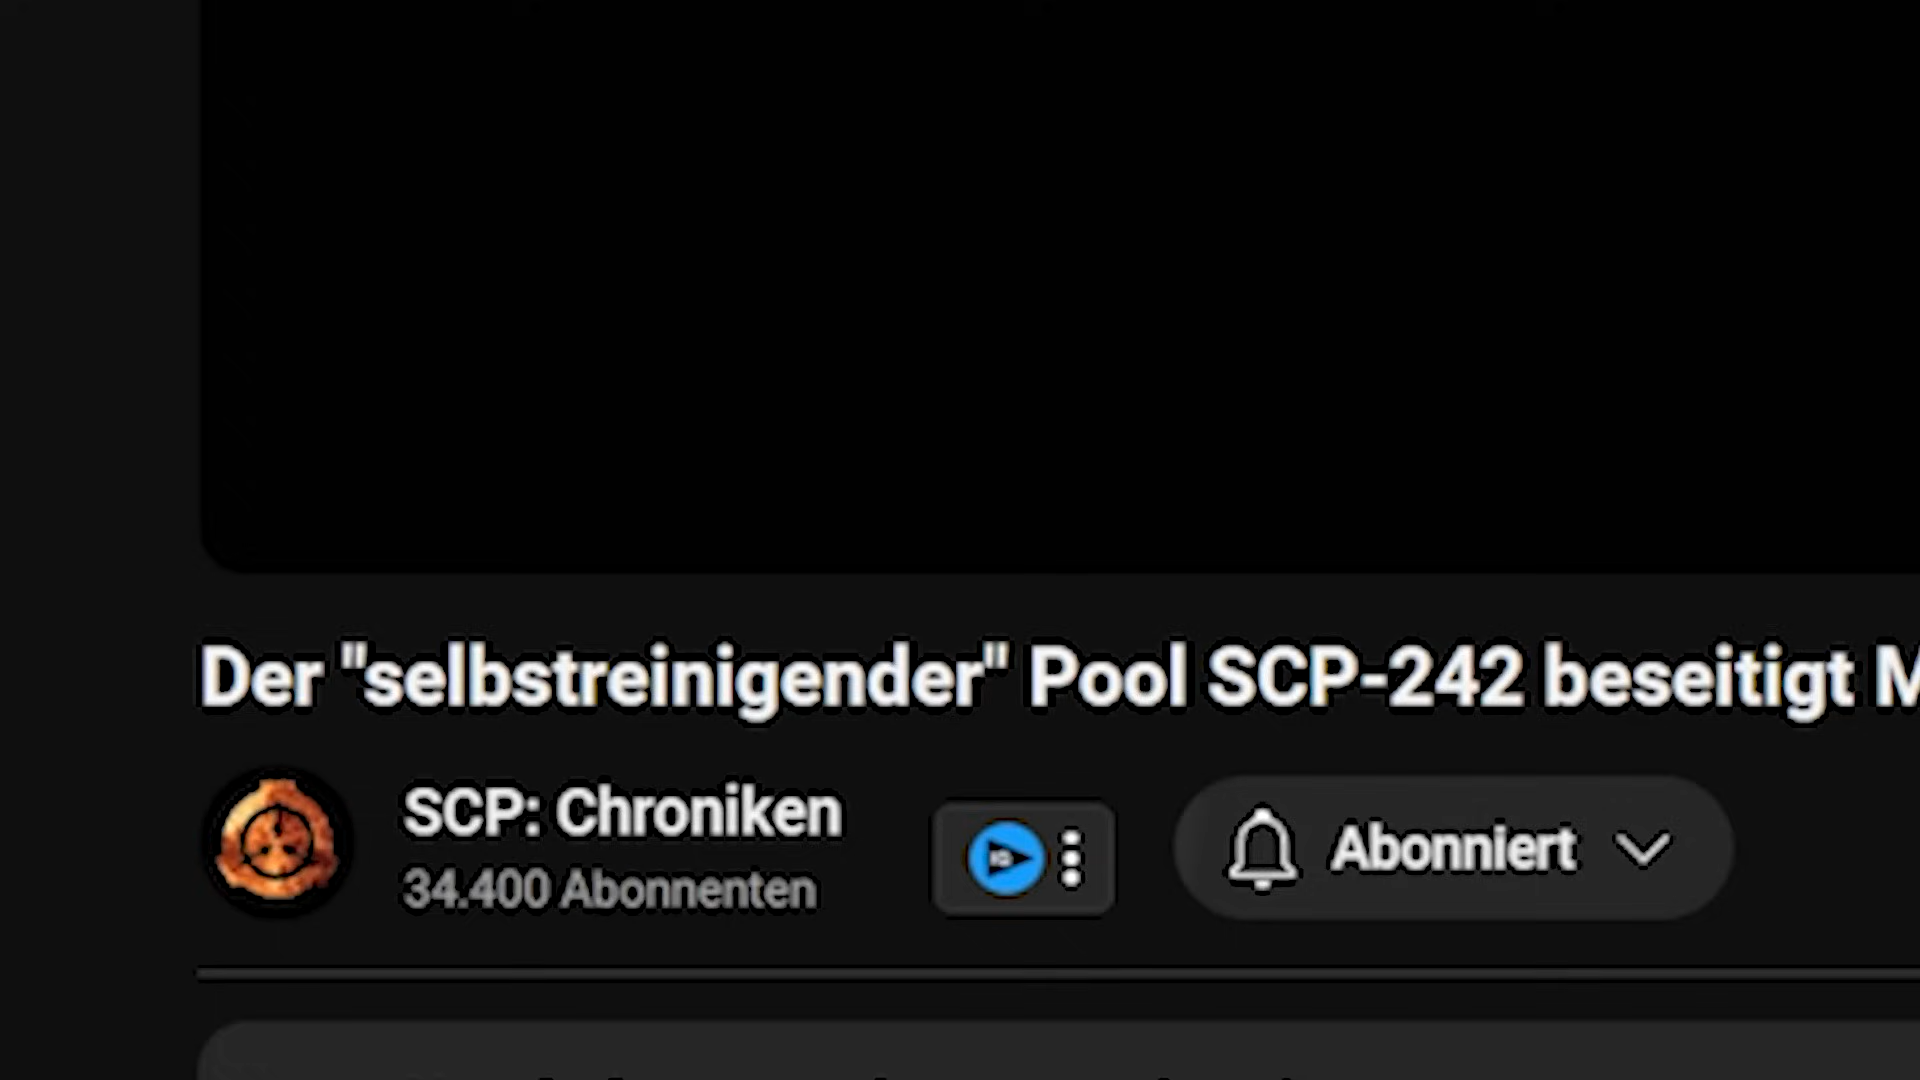 Der "selbstreinigender" Pool SCP-242 beseitigt
SCP: Chroniken
34.400 Abonnenten
Abonniert